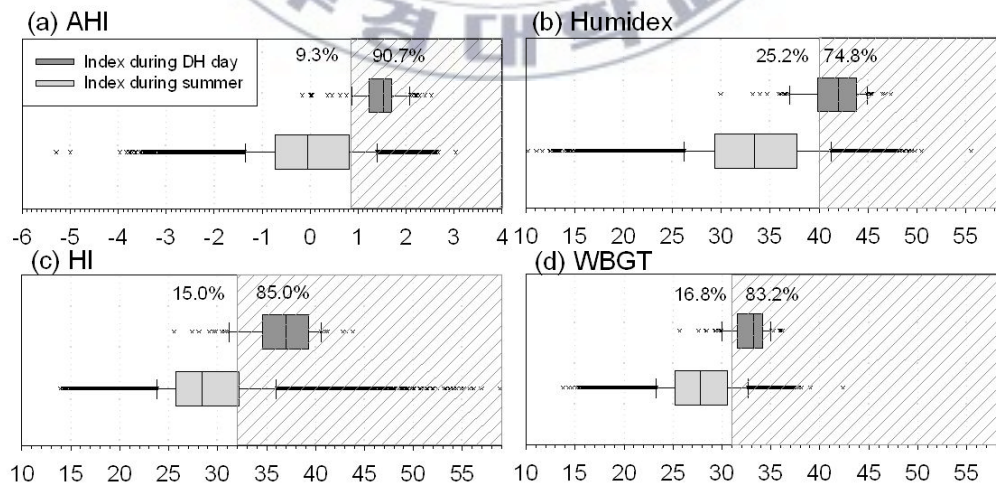 (a) AHI
(b) Humidex
Index during DH day
Index during summer
9.3% 90.7%
25.2% 74.8%
-6 -5 -4 -3 -2 -1 0 1 2 3 4
10 15 20 25 30 35 40 45 50 55
(c) HI
(d) WBGT
15.0% 85.0%
16.8% 83.2%
10 15 20 25 30 35 40 45 50 55
10 15 20 25 30 35 40 45 50 55